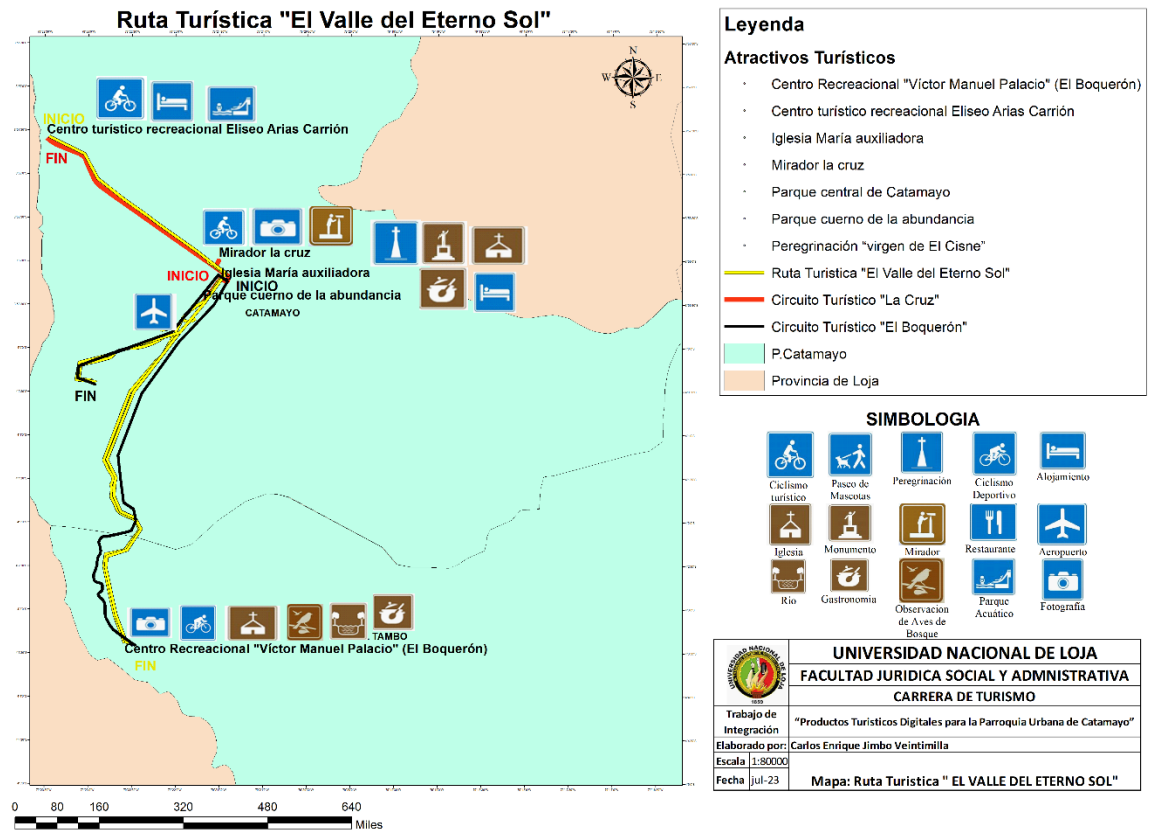 Ruta Turística "El Valle del Eterno Sol"
N
W
E
S
INICIO
Centro turístico recreacional Eliseo Arias Carrión
FIN
Mirador la cruz
INICIO
Iglesia María auxiliadora
INICIO
Parque cuerno de la abundancia
CATAMAYO
FIN
TAMBO
Centro Recreacional "Víctor Manuel Palacio" (El Boquerón)
FIN
0 80 160 320 480 640
Miles
Leyenda
Atractivos Turísticos
Centro Recreacional "Víctor Manuel Palacio" (El Boquerón)
Centro turístico recreacional Eliseo Arias Carrión
Iglesia María auxiliadora
Mirador la cruz
Parque central de Catamayo
Parque cuerno de la abundancia
Peregrinación “virgen de El Cisne”
Ruta Turistica "El Valle del Eterno Sol"
Circuito Turístico "La Cruz"
Circuito Turístico "El Boquerón"
P.Catamayo
Provincia de Loja
SIMBOLOGIA
Ciclismo
turístico
Paseo de
Mascotas
Peregrinación
Ciclismo
Deportivo
Alojamiento
Iglesia
Monumento
Mirador
Restaurante
Aeropuerto
Rio
Gastronomia
Observacion
de Aves de
Bosque
Parque
Acuático
Fotografía
UNIVERSIDAD NACIONAL DE LOJA
1859
UNIVERSIDAD NACIONAL DE LOJA
FACULTAD JURIDICA SOCIAL Y ADMNISTRATIVA
CARRERA DE TURISMO
Trabajo de
Integración
“Productos Turisticos Digitales para la Parroquia Urbana de Catamayo”
Elaborado por: Carlos Enrique Jimbo Veintimilla
Escala 1:80000
Fecha jul-23
Mapa: Ruta Turistica " EL VALLE DEL ETERNO SOL"